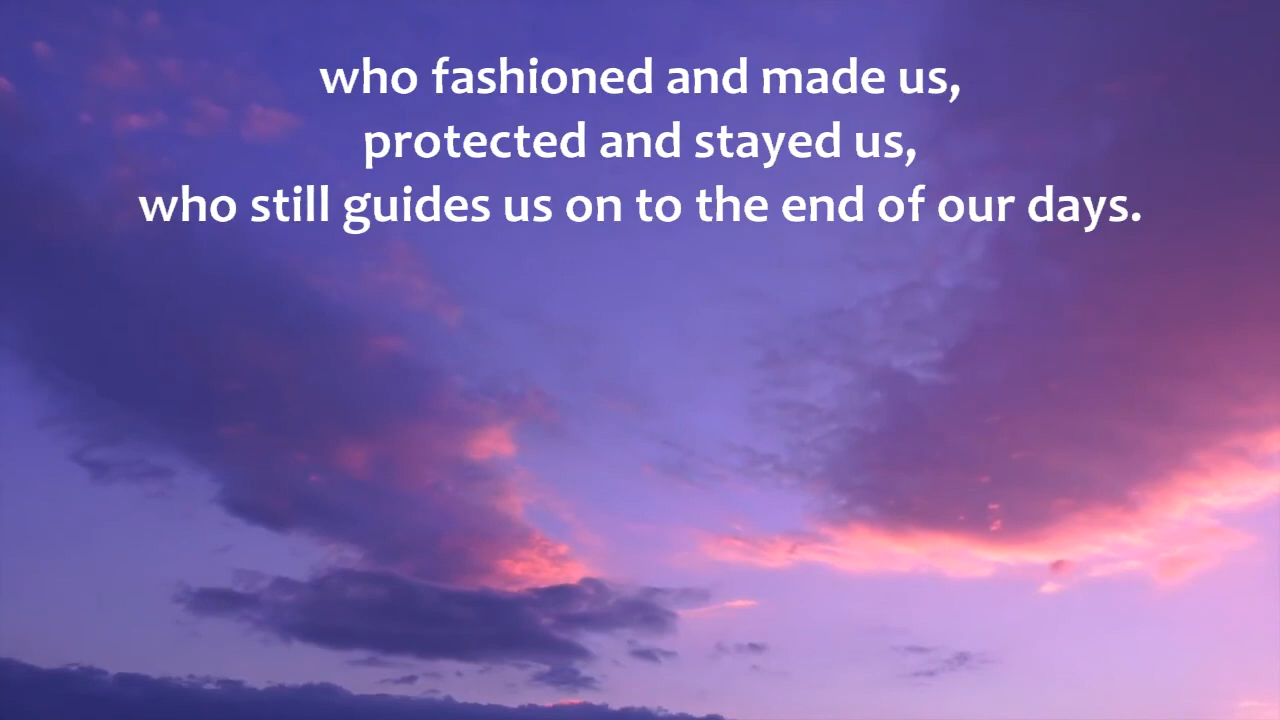 who fashioned and made us,
protected and stayed us,
who still guides us on to the end of our days.